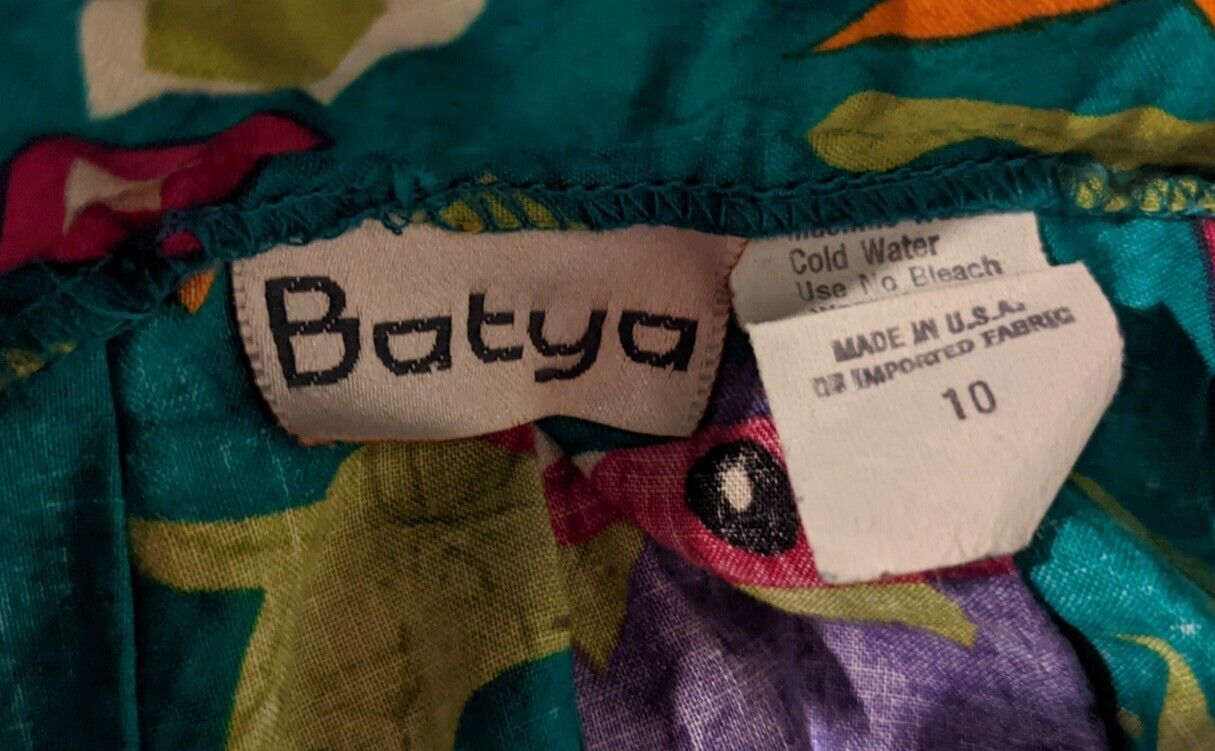 Batya
Cold Water
Use No Bleach
MADE IN U.S.A.
OF IMPORTED FABRIC
10